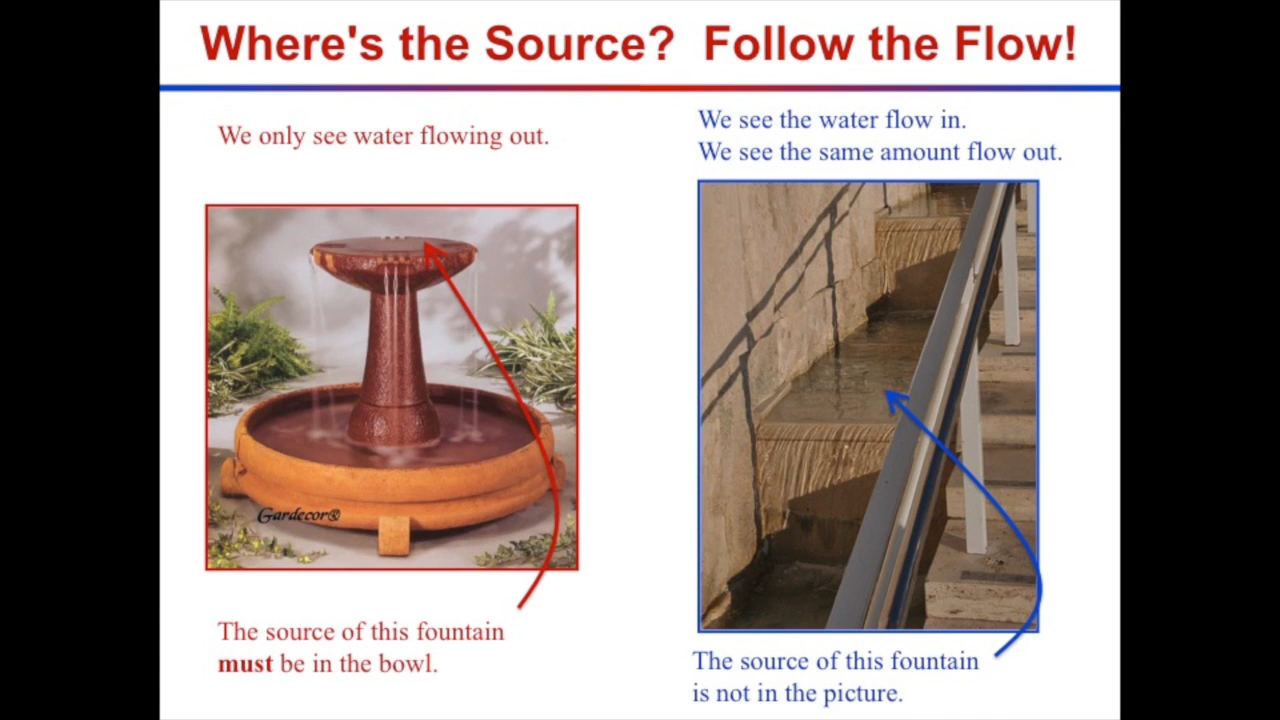 Where's the Source?  Follow the Flow!
We only see water flowing out.
We see the water flow in.
We see the same amount flow out.
Gardecor®
The source of this fountain
must be in the bowl.
The source of this fountain
is not in the picture.